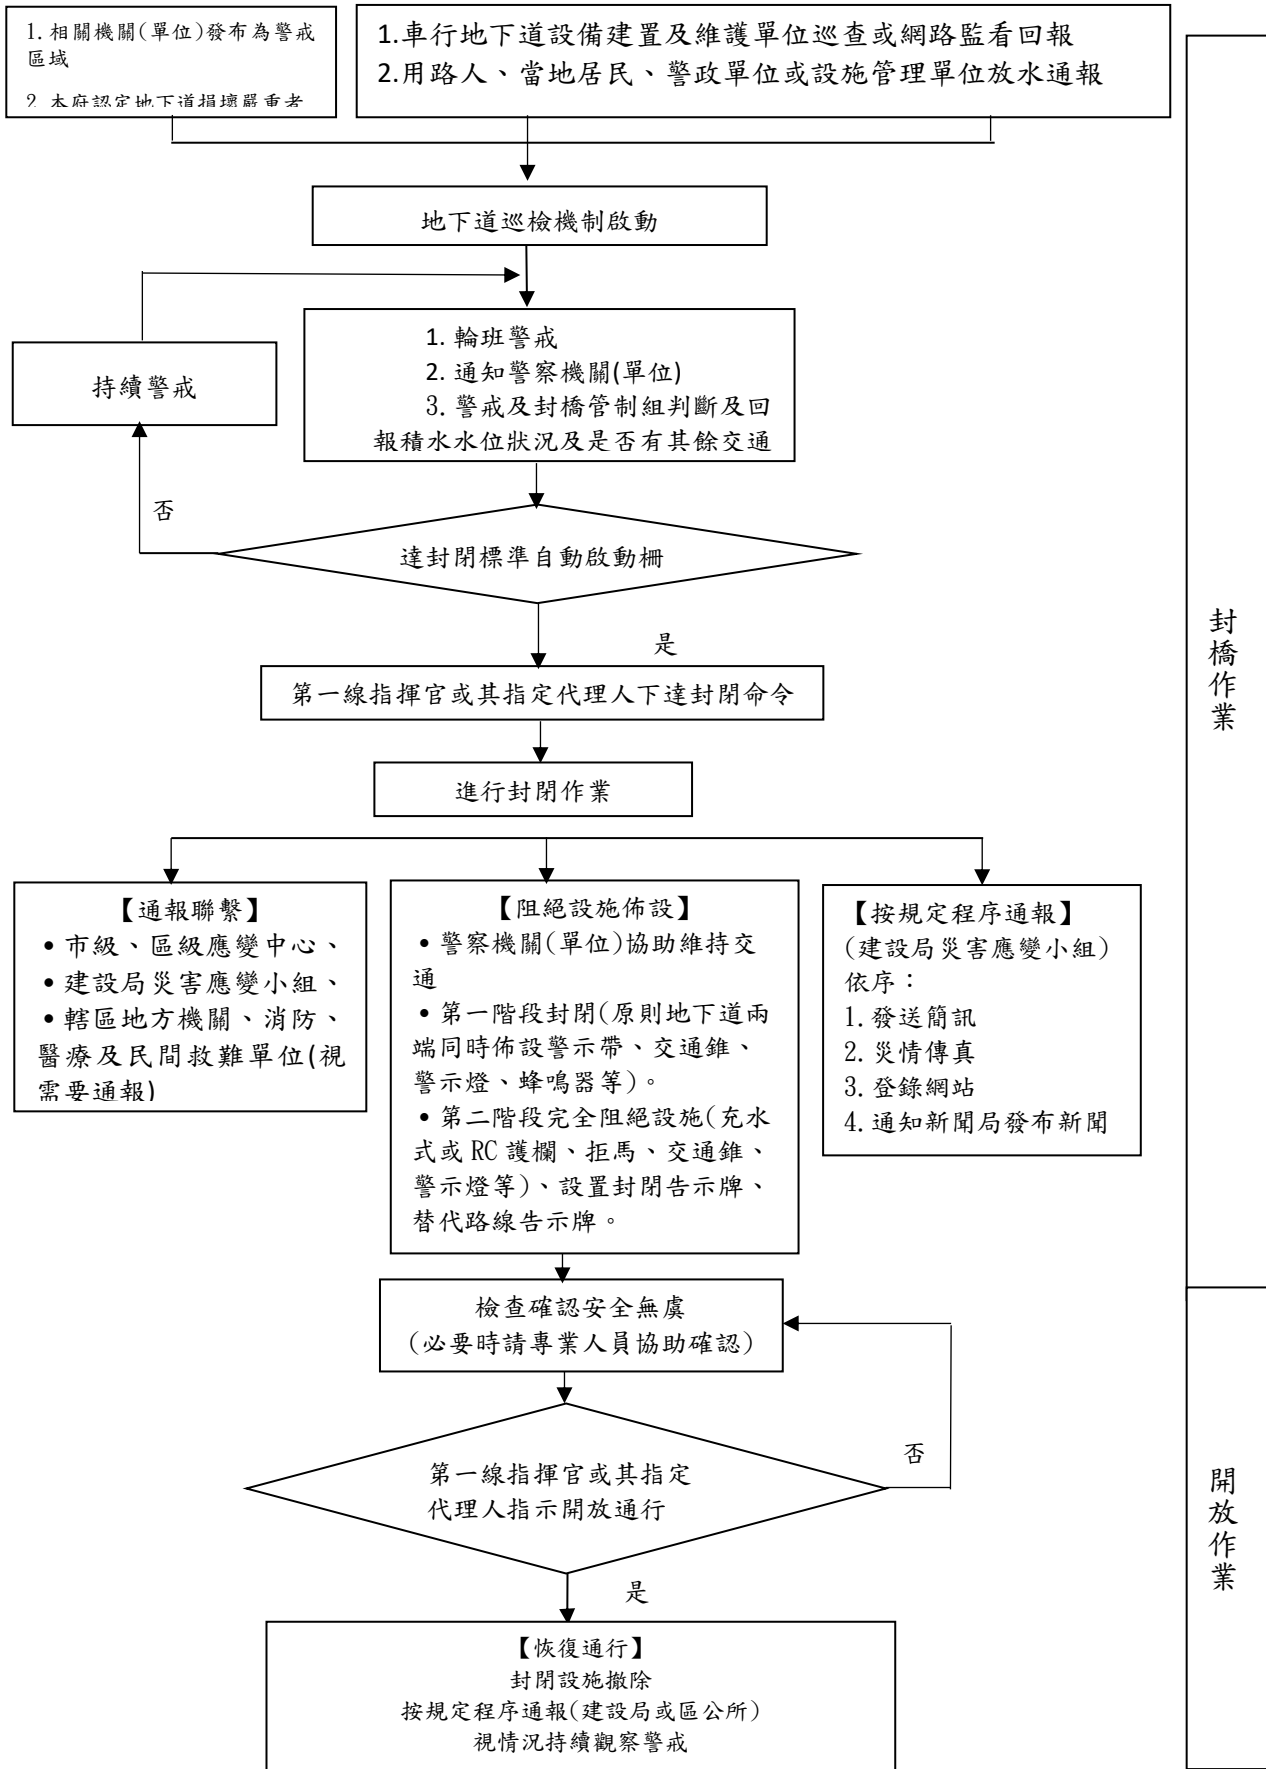 1. 相關機關(單位)發布為警戒
區域
2. 本府認定地下道損壞嚴重者
1.車行地下道設備建置及維護單位巡查或網路監看回報
2.用路人、當地居民、警政單位或設施管理單位放水通報
地下道巡檢機制啟動
1. 輪班警戒
2. 通知警察機關(單位)
3. 警戒及封橋管制組判斷及回
報積水水位狀況及是否有其餘交通
持續警戒
否
達封閉標準自動啟動柵
是
第一線指揮官或其指定代理人下達封閉命令
進行封閉作業
【通報聯繫】
• 市級、區級應變中心、
• 建設局災害應變小組、
• 轄區地方機關、消防、
醫療及民間救難單位(視
需要通報)
【阻絕設施佈設】
• 警察機關(單位)協助維持交
通
• 第一階段封閉(原則地下道兩
端同時佈設警示帶、交通錐、
警示燈、蜂鳴器等)。
• 第二階段完全阻絕設施(充水
式或 RC 護欄、拒馬、交通錐、
警示燈等)、設置封閉告示牌、
替代路線告示牌。
【按規定程序通報】
(建設局災害應變小組)
依序：
1. 發送簡訊
2. 災情傳真
3. 登錄網站
4. 通知新聞局發布新聞
封橋作業
檢查確認安全無虞
(必要時請專業人員協助確認)
第一線指揮官或其指定
代理人指示開放通行
否
是
【恢復通行】
封閉設施撤除
按規定程序通報(建設局或區公所)
視情況持續觀察警戒
開放作業